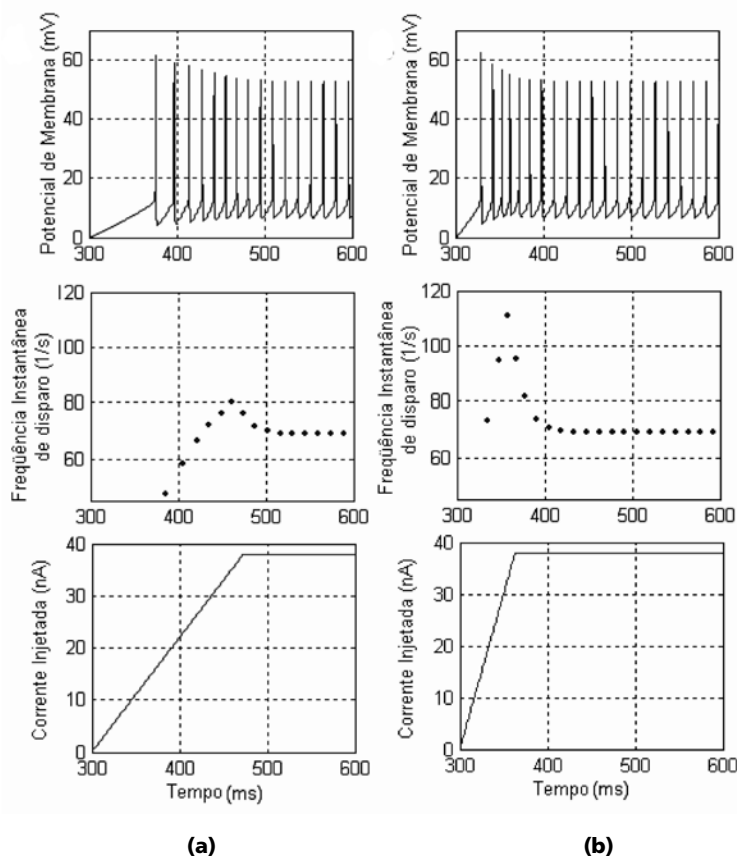 Potencial de Membrana (mV)
60
40
20
0
300 400 500 600
Potencial de Membrana (mV)
60
40
20
0
300 400 500 600
Freqüência Instantânea
de disparo (1/s)
120
100
80
60
300 400 500 600
Freqüência Instantânea
de disparo (1/s)
120
100
80
60
300 400 500 600
Corrente Injetada (nA)
40
30
20
10
0
300 400 500 600
Tempo (ms)
Corrente Injetada (nA)
40
30
20
10
0
300 400 500 600
Tempo (ms)
(a)
(b)